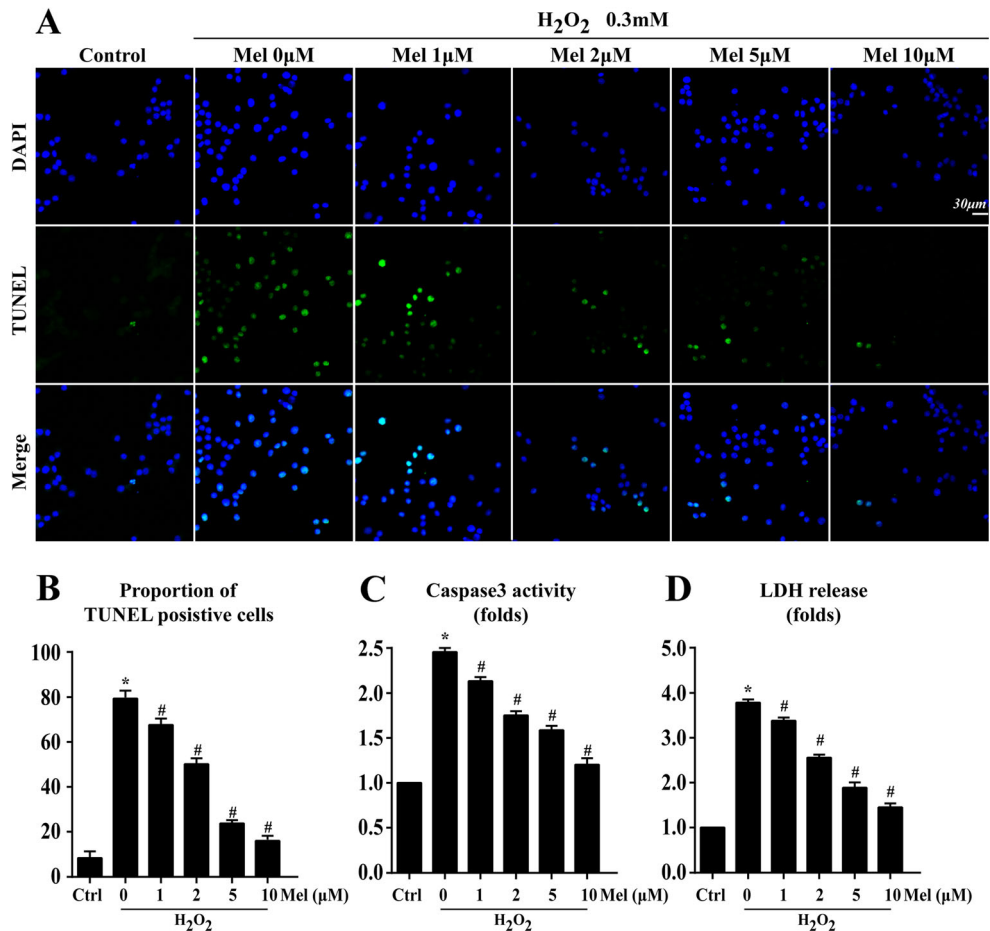 A
H₂O₂ 0.3mM
Control Mel 0μM Mel 1μM Mel 2μM Mel 5μM Mel 10μM
DAPI
30μm
TUNEL
Merge
B Proportion of
TUNEL posistive cells
100
80
60
40
20
0
* # # # # #
Ctrl 0 1 2 5 10 Mel (μM)
H₂O₂
C Caspase3 activity
(folds)
2.5
2.0
1.5
1.0
0.5
0.0
* # # # #
Ctrl 0 1 2 5 10 Mel (μM)
H₂O₂
D LDH release
(folds)
5.0
4.0
3.0
2.0
1.0
0.0
* # # # #
Ctrl 0 1 2 5 10 Mel (μM)
H₂O₂